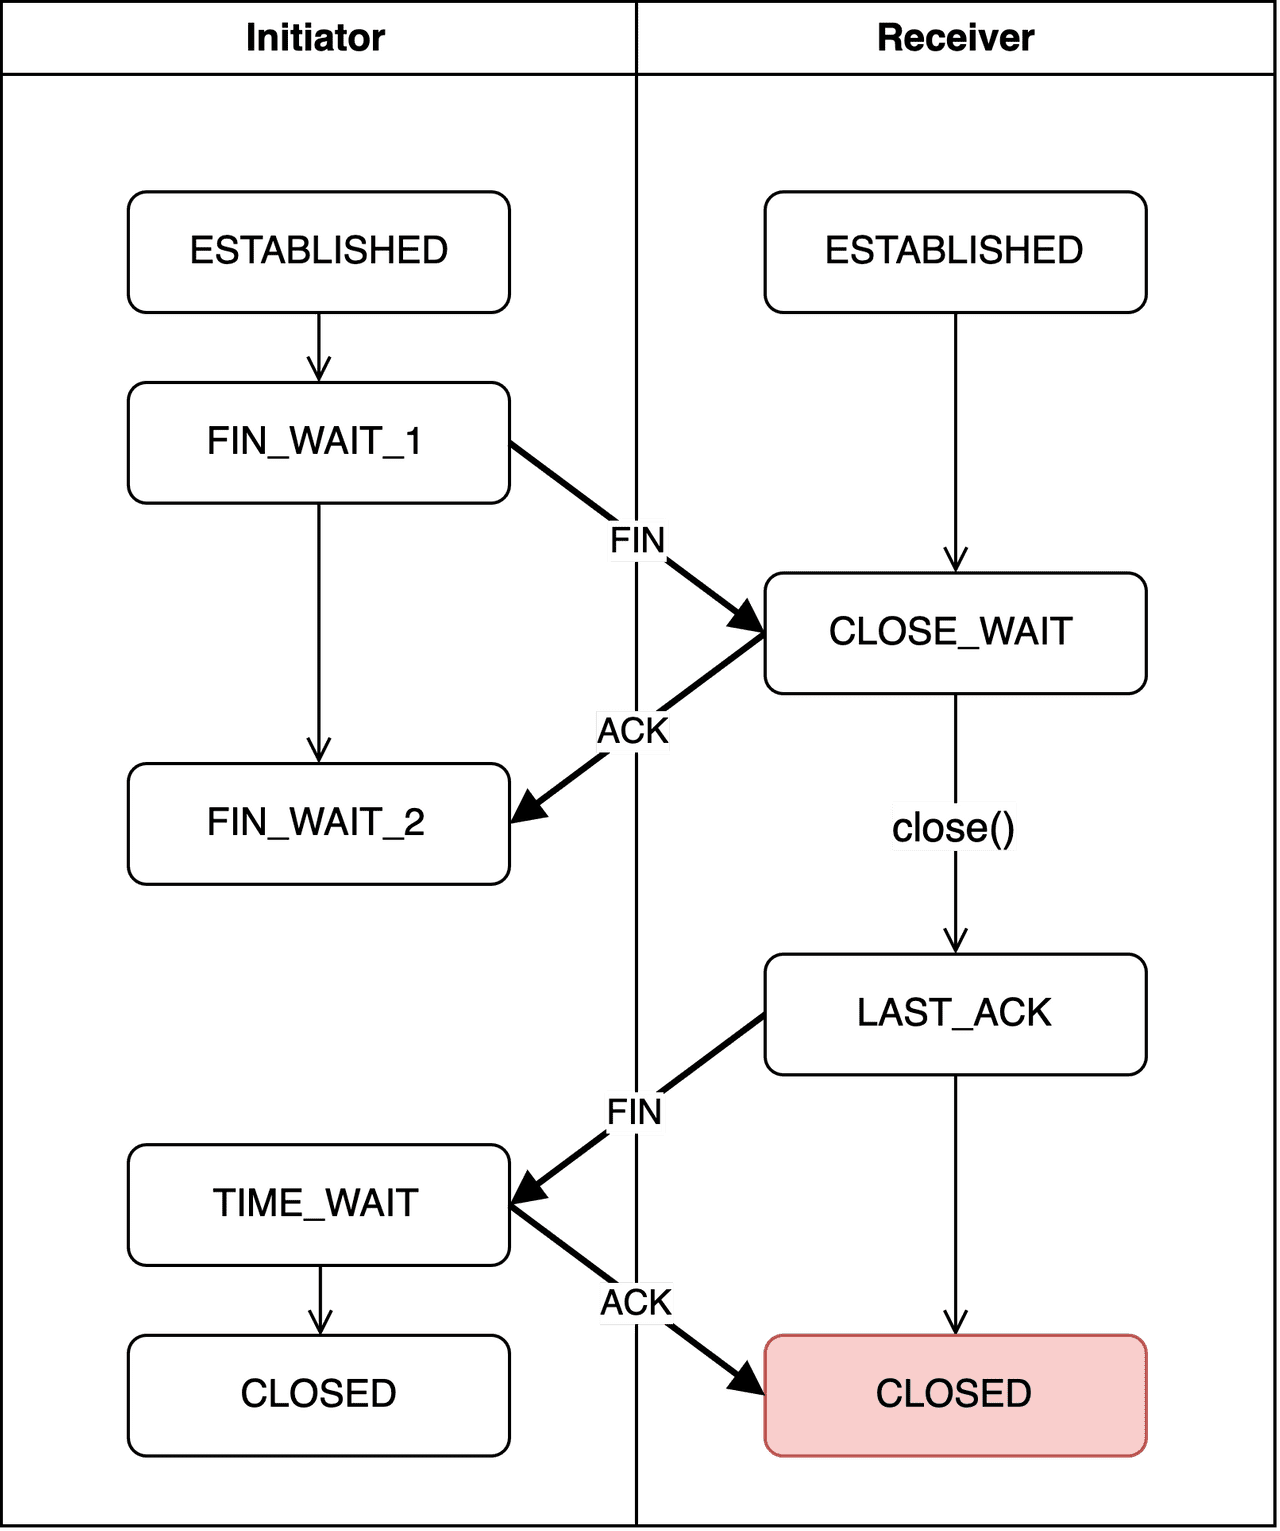 Initiator
Receiver
ESTABLISHED
ESTABLISHED
FIN_WAIT_1
FIN
CLOSE_WAIT
ACK
FIN_WAIT_2
close()
LAST_ACK
FIN
TIME_WAIT
ACK
CLOSED
CLOSED